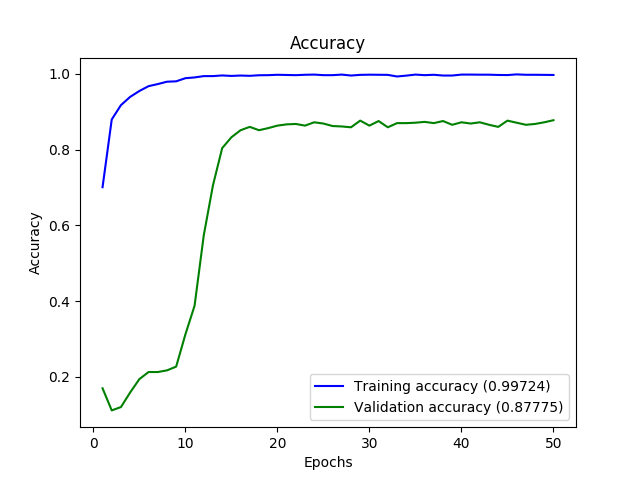 Accuracy
1.0
0.8
0.6
0.4
0.2
Accuracy
0 10 20 30 40 50
Epochs
Training accuracy (0.99724)
Validation accuracy (0.87775)